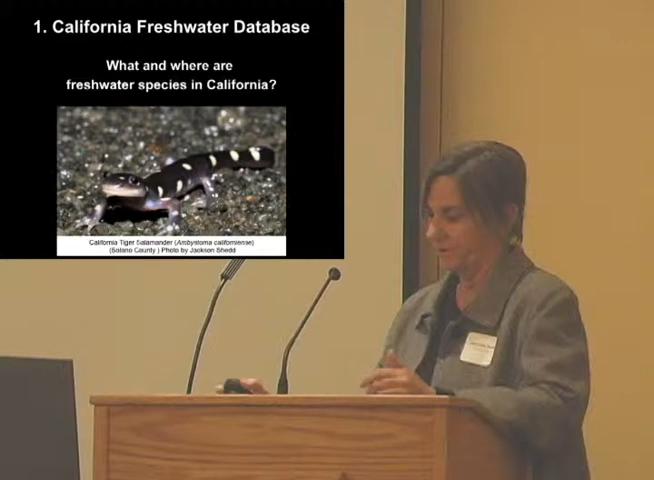 1. California Freshwater Database
What and where are
freshwater species in California?
California Tiger Salamander (Ambystoma californiense)
(Solano County ) Photo by Jackson Shedd